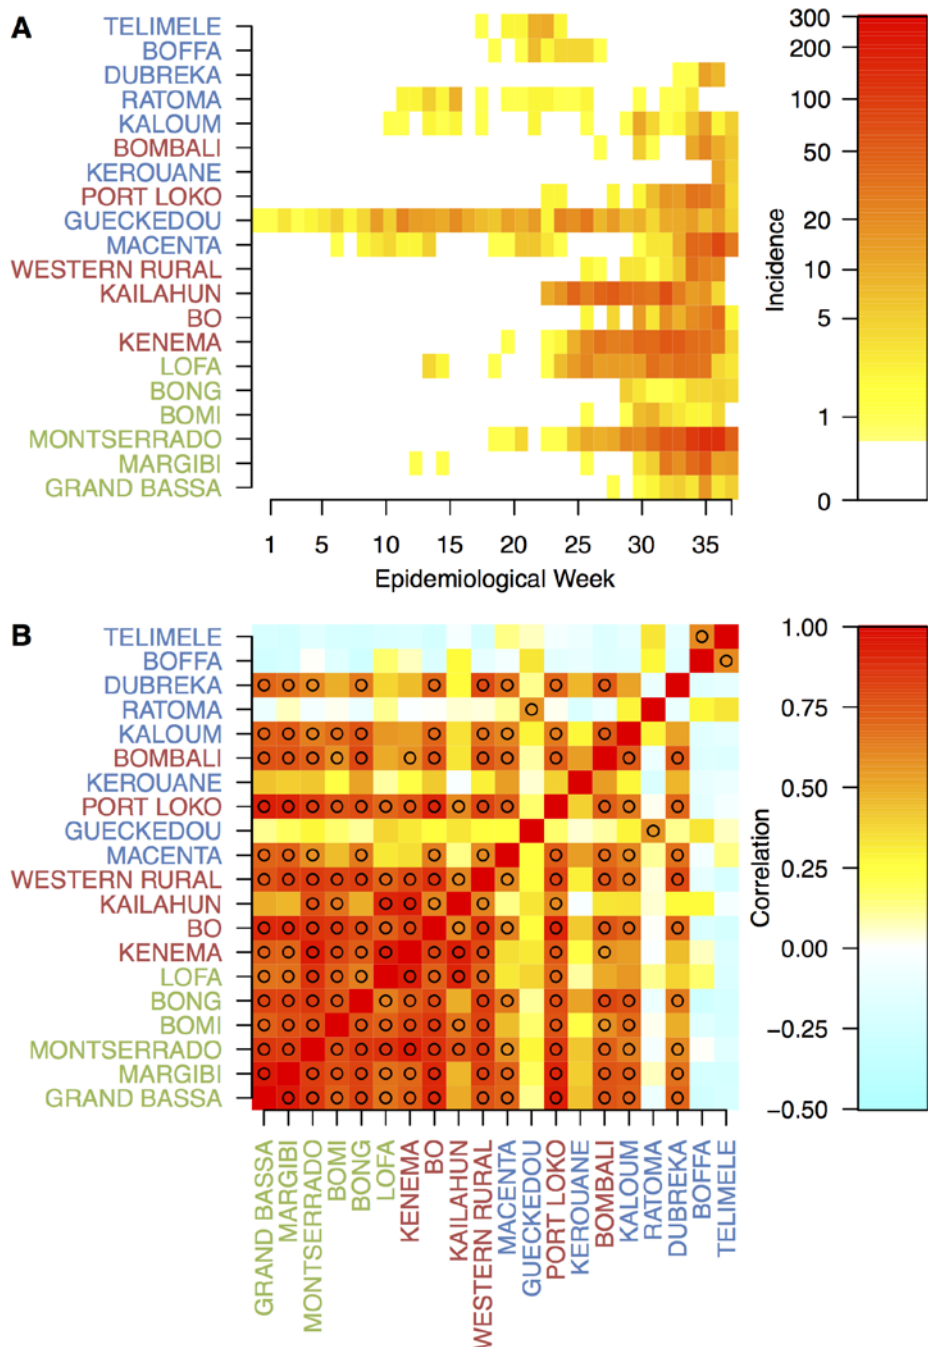 A
TELIMELE
BOFFA
DUBREKA
RATOMA
KALOUM
BOMBALI
KEROUANE
PORT LOKO
GUECKEDOU
MACENTA
WESTERN RURAL
KAILAHUN
BO
KENEMA
LOFA
BONG
BOMI
MONTSERRADO
MARGIBI
GRAND BASSA
1 5 10 15 20 25 30 35
Epidemiological Week
300
200
100
50
20
10
5
1
0
Incidence
B
TELIMELE
BOFFA
DUBREKA
RATOMA
KALOUM
BOMBALI
KEROUANE
PORT LOKO
GUECKEDOU
MACENTA
WESTERN RURAL
KAILAHUN
BO
KENEMA
LOFA
BONG
BOMI
MONTSERRADO
MARGIBI
GRAND BASSA
GRAND BASSA
MARGIBI
MONTSERRADO
BOMI
BONG
LOFA
KENEMA
BO
KAILAHUN
WESTERN RURAL
MACENTA
GUECKEDOU
PORT LOKO
KEROUANE
BOMBALI
KALOUM
RATOMA
DUBREKA
BOFFA
TELIMELE
1.00
0.75
0.50
0.25
0.00
−0.25
−0.50
Correlation